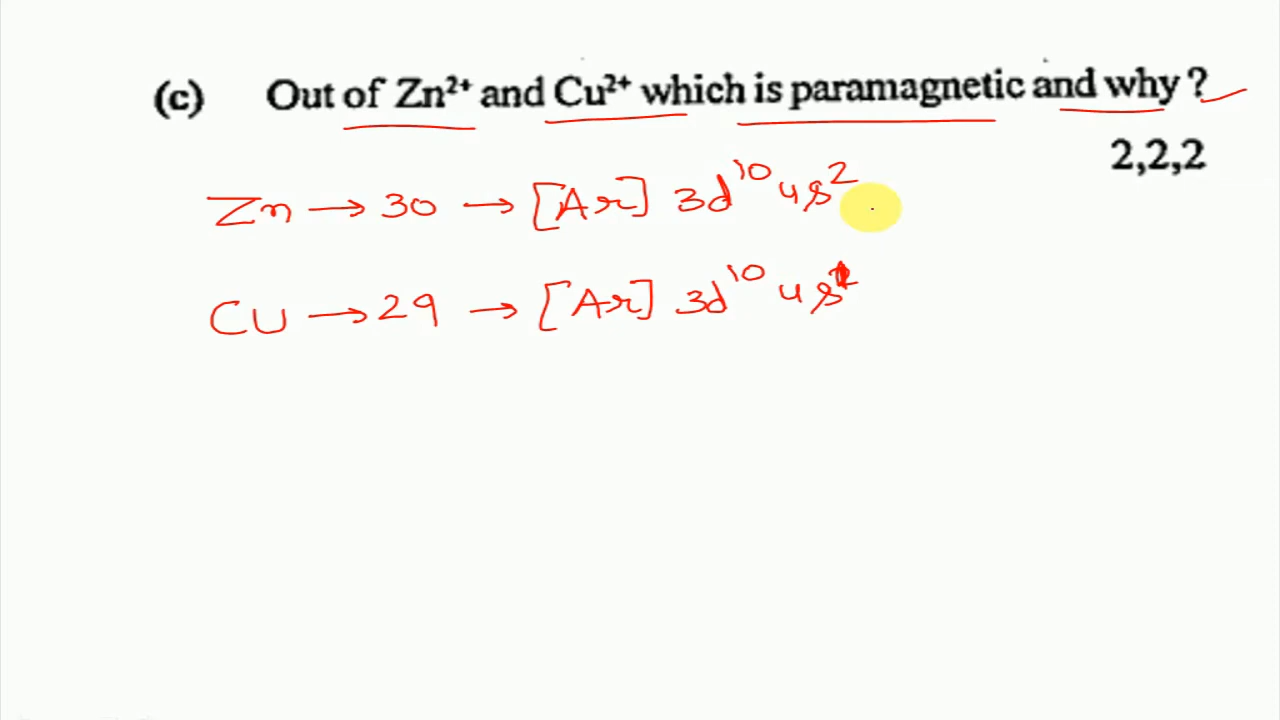 (c) Out of Zn²⁺ and Cu²⁺ which is paramagnetic and why ?
2,2,2
Zn → 30 → [Ar] 3d¹⁰ 4s²
CU → 29 → [Ar] 3d¹⁰ 4s¹